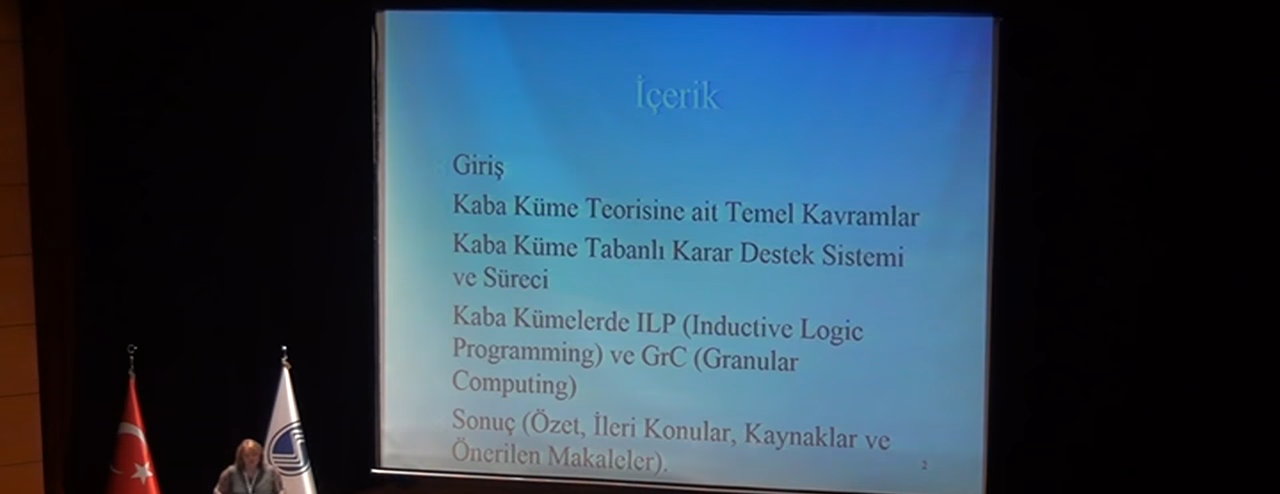 İçerik
Giriş
Kaba Küme Teorisine ait Temel Kavramlar
Kaba Küme Tabanlı Karar Destek Sistemi
ve Süreci
Kaba Kümelerde ILP (Inductive Logic
Programming) ve GrC (Granular
Computing)
Sonuç (Özet, İleri Konular, Kaynaklar ve
Önerilen Makaleler).
2